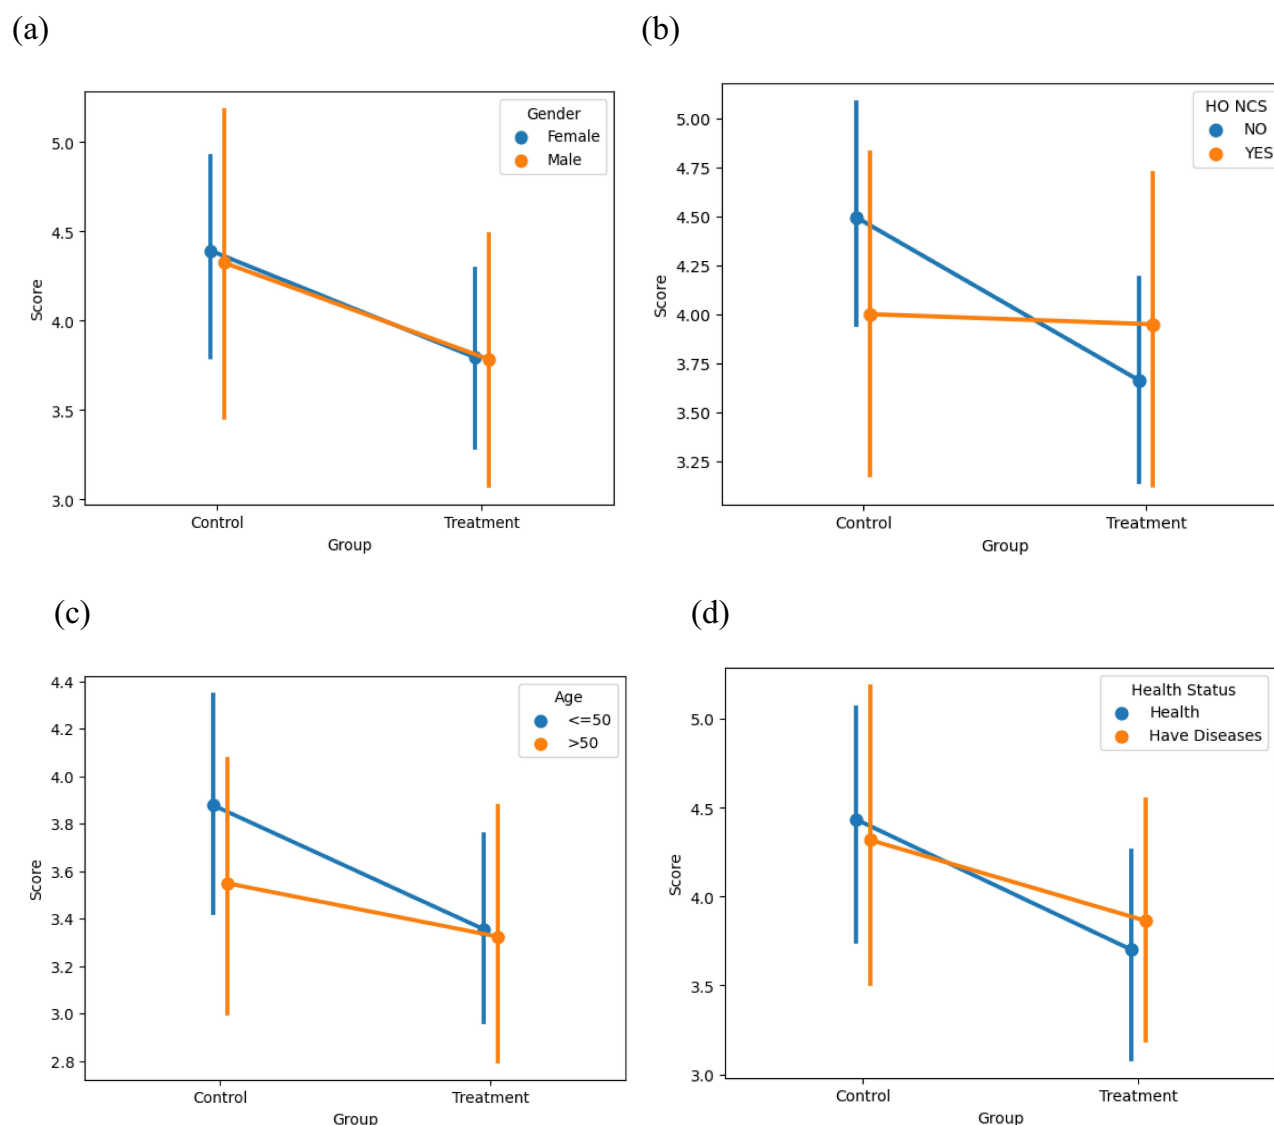 (a)
Gender
Female
Male
5.0
4.5
4.0
3.5
3.0
Score
Control
Treatment
Group
(b)
HO NCS
NO
YES
5.00
4.75
4.50
4.25
4.00
3.75
3.50
3.25
Score
Control
Treatment
Group
(c)
Age
<=50
>50
4.4
4.2
4.0
3.8
3.6
3.4
3.2
3.0
2.8
Score
Control
Treatment
Group
(d)
Health Status
Health
Have Diseases
5.0
4.5
4.0
3.5
3.0
Score
Control
Treatment
Group